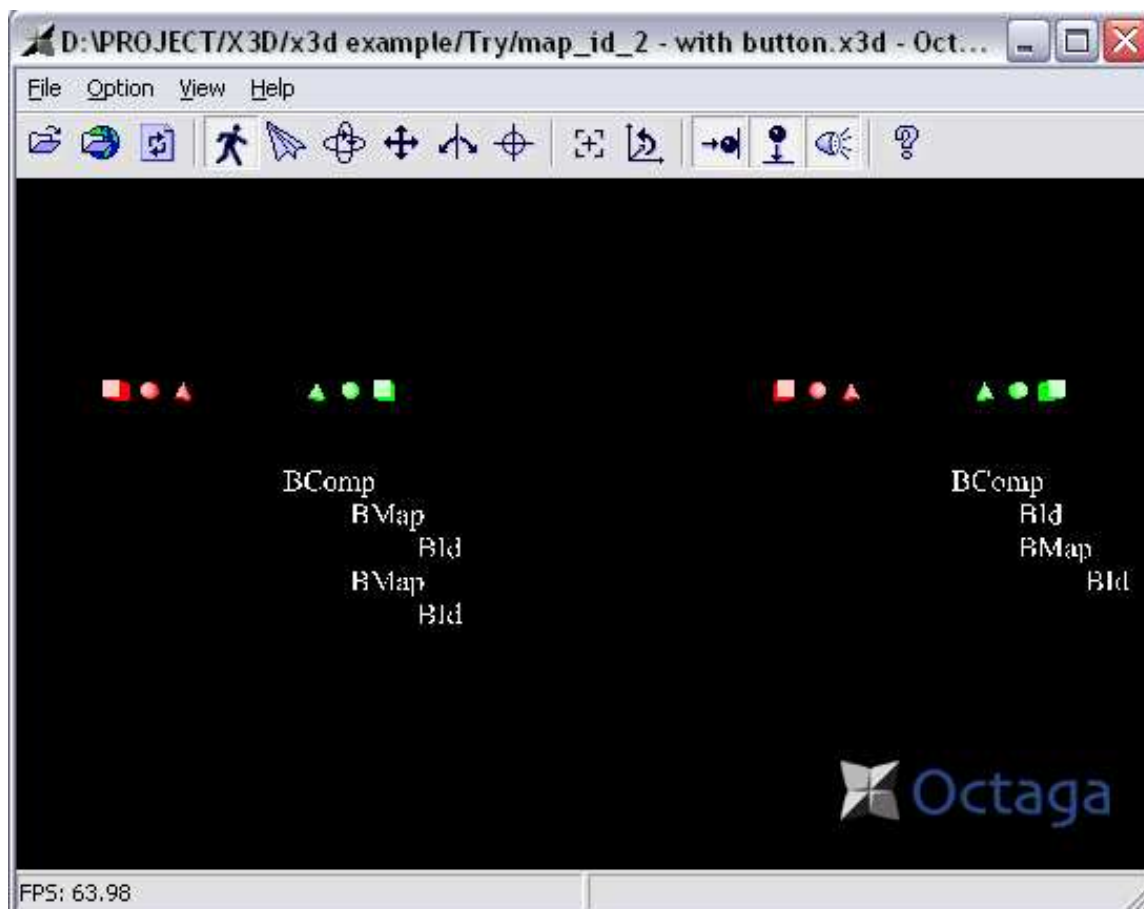 D:\PROJECT/X3D/x3d example/Try/map_id_2 - with button.x3d - Oct...
File Option View Help
BComp
BMap
BId
BMap
BId
BComp
BId
BMap
BId
Octaga
FPS: 63.98